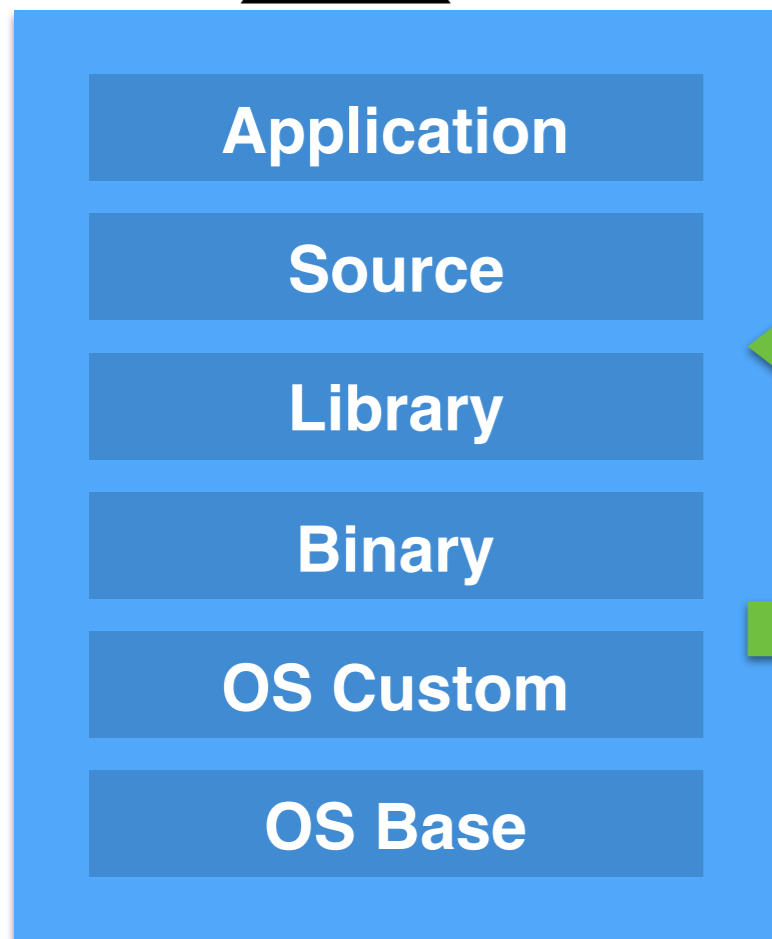 Application
Source
Library
Binary
OS Custom
OS Base